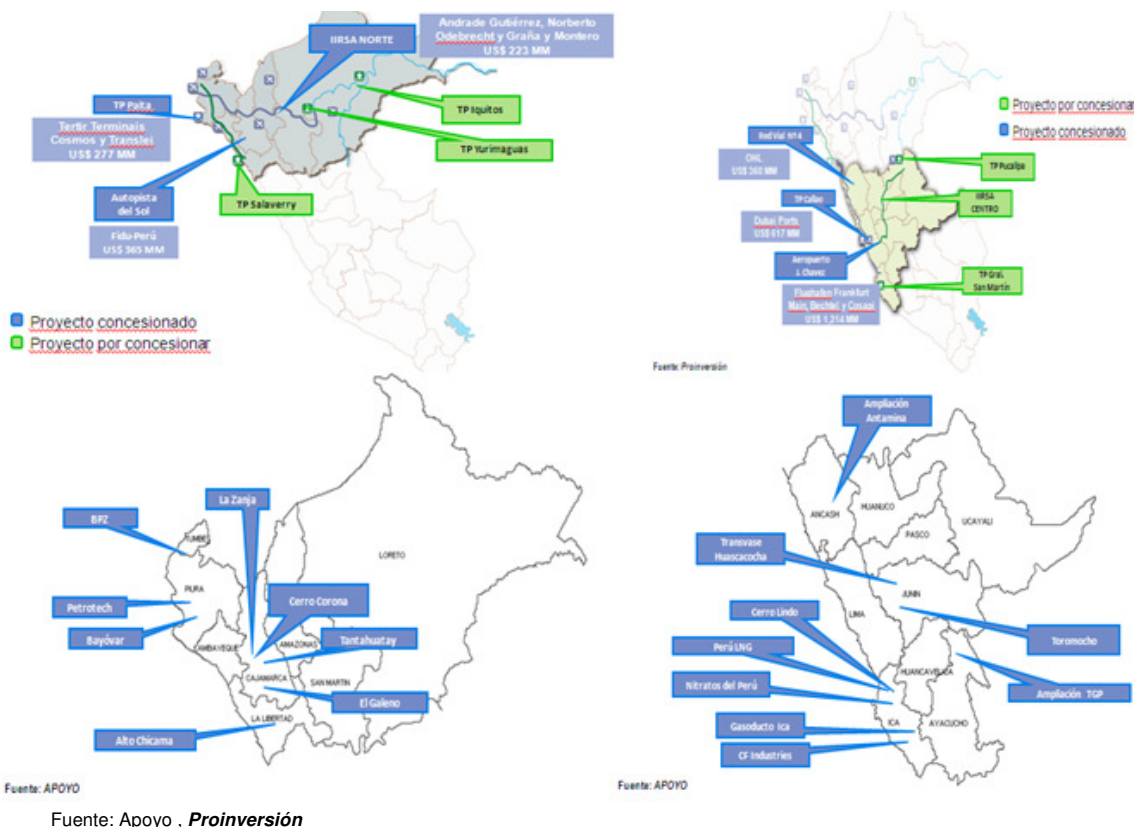 IIRSA NORTE
Andrade Gutiérrez, Norberto
Odebrecht y Graña y Montero
US$ 223 MM
TP Paita
Tertir Terminais
Cosmos y Translei
US$ 277 MM
TP Iquitos
TP Yurimaguas
Autopista
del Sol
TP Salaverry
Fidu-Perú
US$ 365 MM
Proyecto concesionado
Proyecto por concesionar
Proyecto por concesionar
Proyecto concesionado
Red Vial Nº4
OHL
US$ 360 MM
TP Pucallpa
TP Callao
IIRSA
CENTRO
Dubai Ports
US$ 617 MM
Aeropuerto
J. Chavez
TP Gral.
San Martín
Flughafen Frankfurt
Main, Bechtel y Cosapi
US$ 1,214 MM
Fuente: Proinversión
La Zanja
BPZ
TUMBES
LORETO
PIURA
Petrotech
Cerro Corona
Bayóvar
LAMBAYEQUE
AMAZONAS
Tantahuatay
CAJAMARCA
SAN MARTIN
El Galeno
LA LIBERTAD
Alto Chicama
Fuente: APOYO
Ampliación
Antamina
ANCASH
HUANUCO
UCAYALI
PASCO
Transvase
Huascacocha
JUNIN
Cerro Lindo
LIMA
Toromocho
Perú LNG
HUANCAVELICA
Nitratos del Perú
Ampliación TGP
ICA
AYACUCHO
Gasoducto Ica
CF Industries
Fuente: APOYO
Fuente: Apoyo , Proinversión